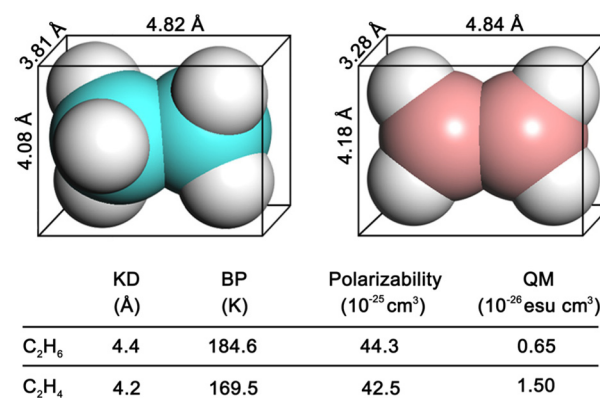 4.82 Å
3.81 Å
4.08 Å
4.84 Å
3.28 Å
4.18 Å
KD BP Polarizability QM
(Å) (K) (10⁻²⁵ cm³) (10⁻²⁶ esu cm³)
C₂H₆ 4.4 184.6 44.3 0.65
C₂H₄ 4.2 169.5 42.5 1.50